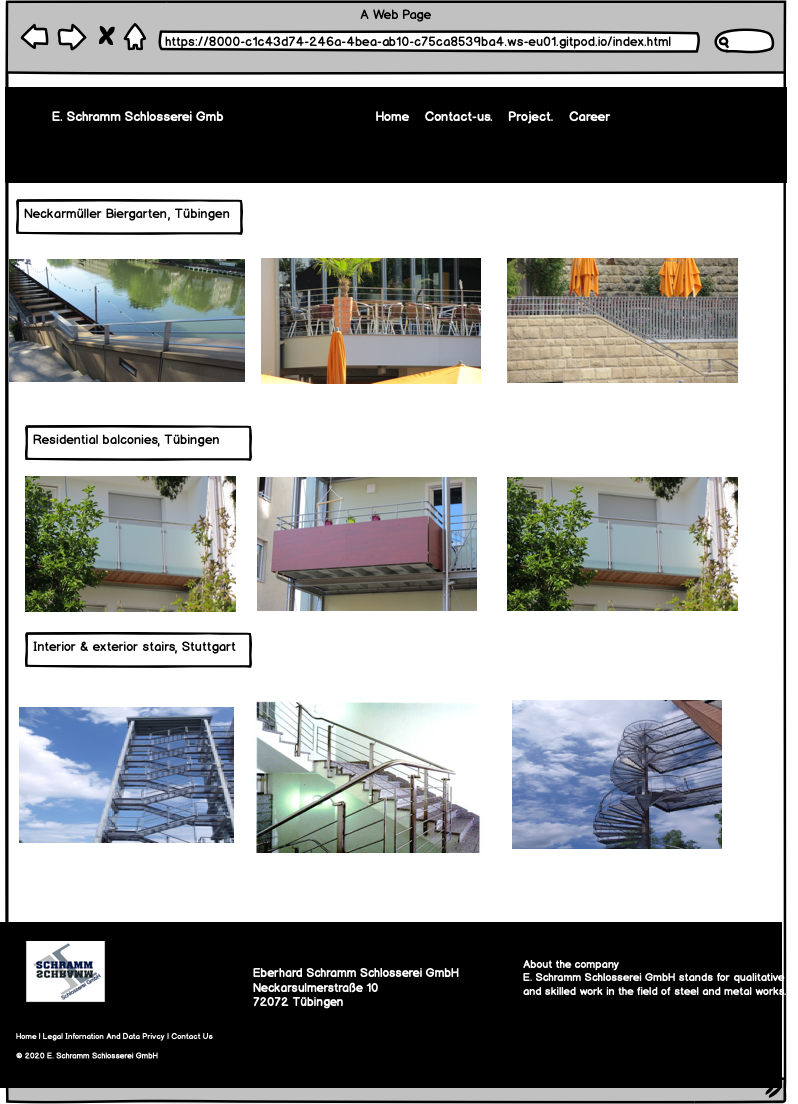 A Web Page
https://8000-c1c43d74-246a-4bea-ab10-c75ca8539ba4.ws-eu01.gitpod.io/index.html
E. Schramm Schlosserei Gmb
Home Contact-us. Project. Career
Neckarmüller Biergarten, Tübingen
Residential balconies, Tübingen
Interior & exterior stairs, Stuttgart
SCHRAMM
SCHRAMM
Schlosserei GmbH
Eberhard Schramm Schlosserei GmbH
Neckarsulmerstraße 10
72072 Tübingen
About the company
E. Schramm Schlosserei GmbH stands for qualitative
and skilled work in the field of steel and metal works.
Home | Legal Infornation And Data Privcy | Contact Us
© 2020 E. Schramm Schlosserei GmbH